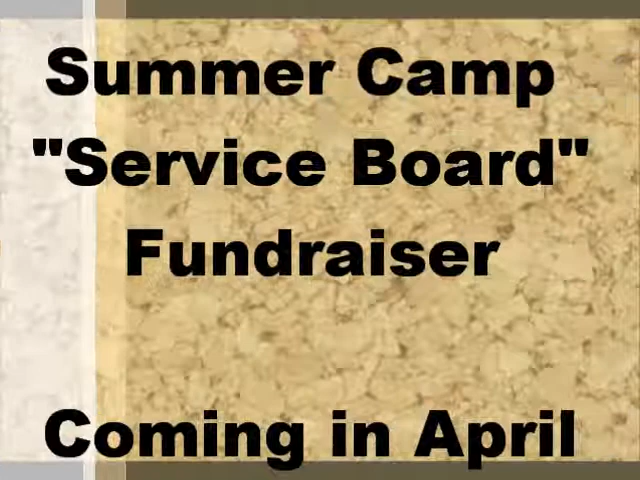 Summer Camp
"Service Board"
Fundraiser
Coming in April